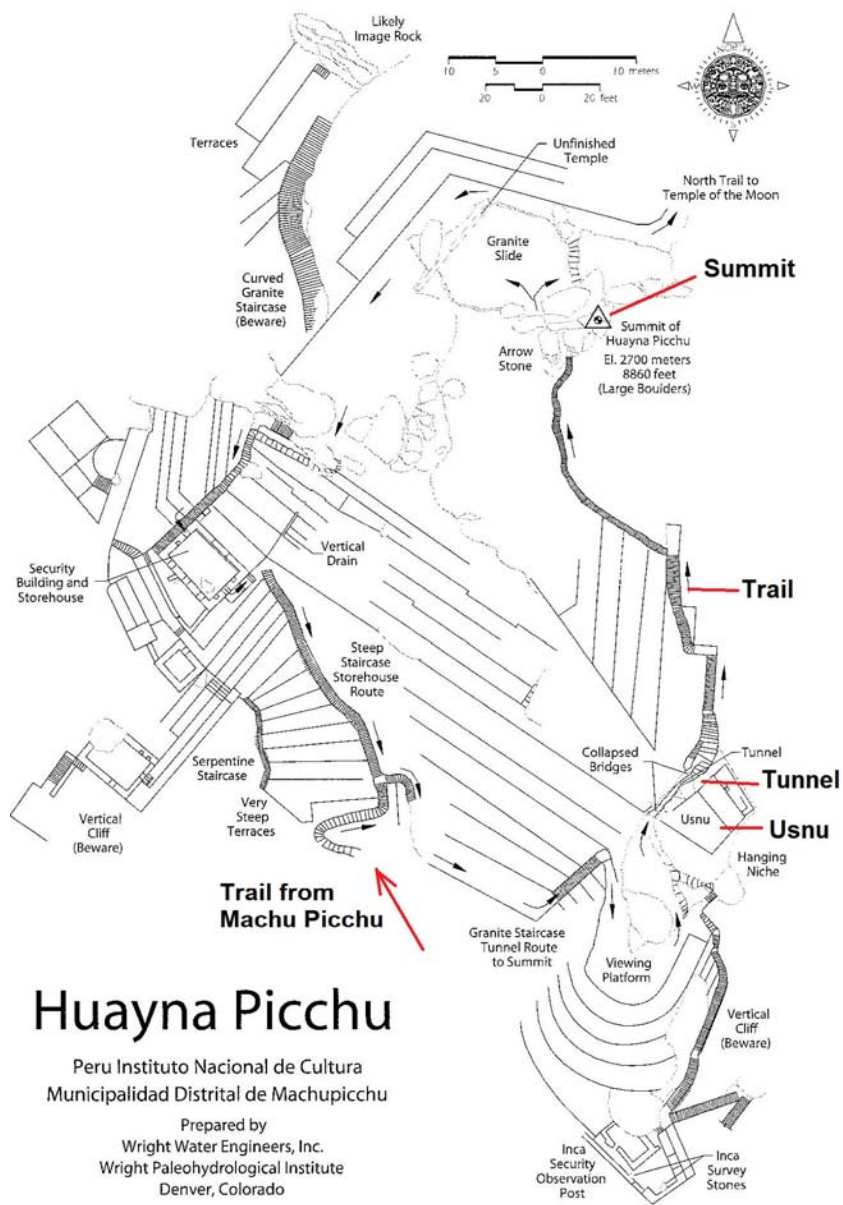 Likely
Image Rock
10
5
0
10 meters
20
0
20 feet
NORTH
Unfinished
Temple
Terraces
North Trail to
Temple of the Moon
Granite
Slide
Summit
Curved
Granite
Staircase
(Beware)
Summit of
Huayna Picchu
El. 2700 meters
8860 feet
(Large Boulders)
Arrow
Stone
Vertical
Drain
Security
Building and
Storehouse
Trail
Steep
Staircase
Storehouse
Route
Collapsed
Bridges
Tunnel
Tunnel
Serpentine
Staircase
Usnu
Usnu
Vertical
Cliff
(Beware)
Very
Steep
Terraces
Hanging
Niche
Trail from
Machu Picchu
Granite Staircase
Tunnel Route
to Summit
Viewing
Platform
Vertical
Cliff
(Beware)
Huayna Picchu
Peru Instituto Nacional de Cultura
Municipalidad Distrital de Machupicchu
Prepared by
Wright Water Engineers, Inc.
Wright Paleohydrological Institute
Denver, Colorado
Inca
Security
Observation
Post
Inca
Survey
Stones